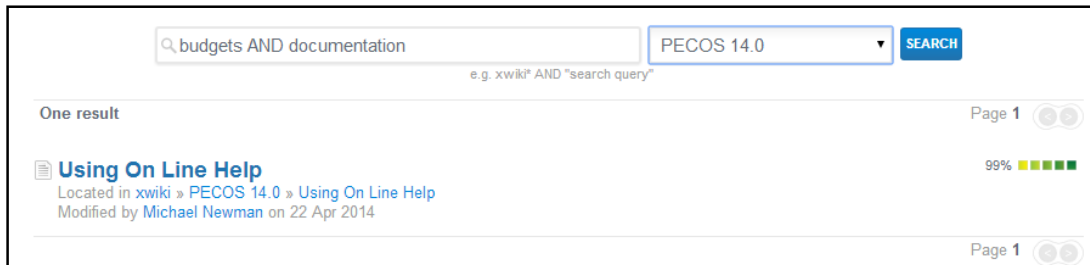 budgets AND documentation
PECOS 14.0
SEARCH
e.g. xwiki* AND "search query"
One result
Page 1
Using On Line Help
99%
Located in xwiki » PECOS 14.0 » Using On Line Help
Modified by Michael Newman on 22 Apr 2014
Page 1